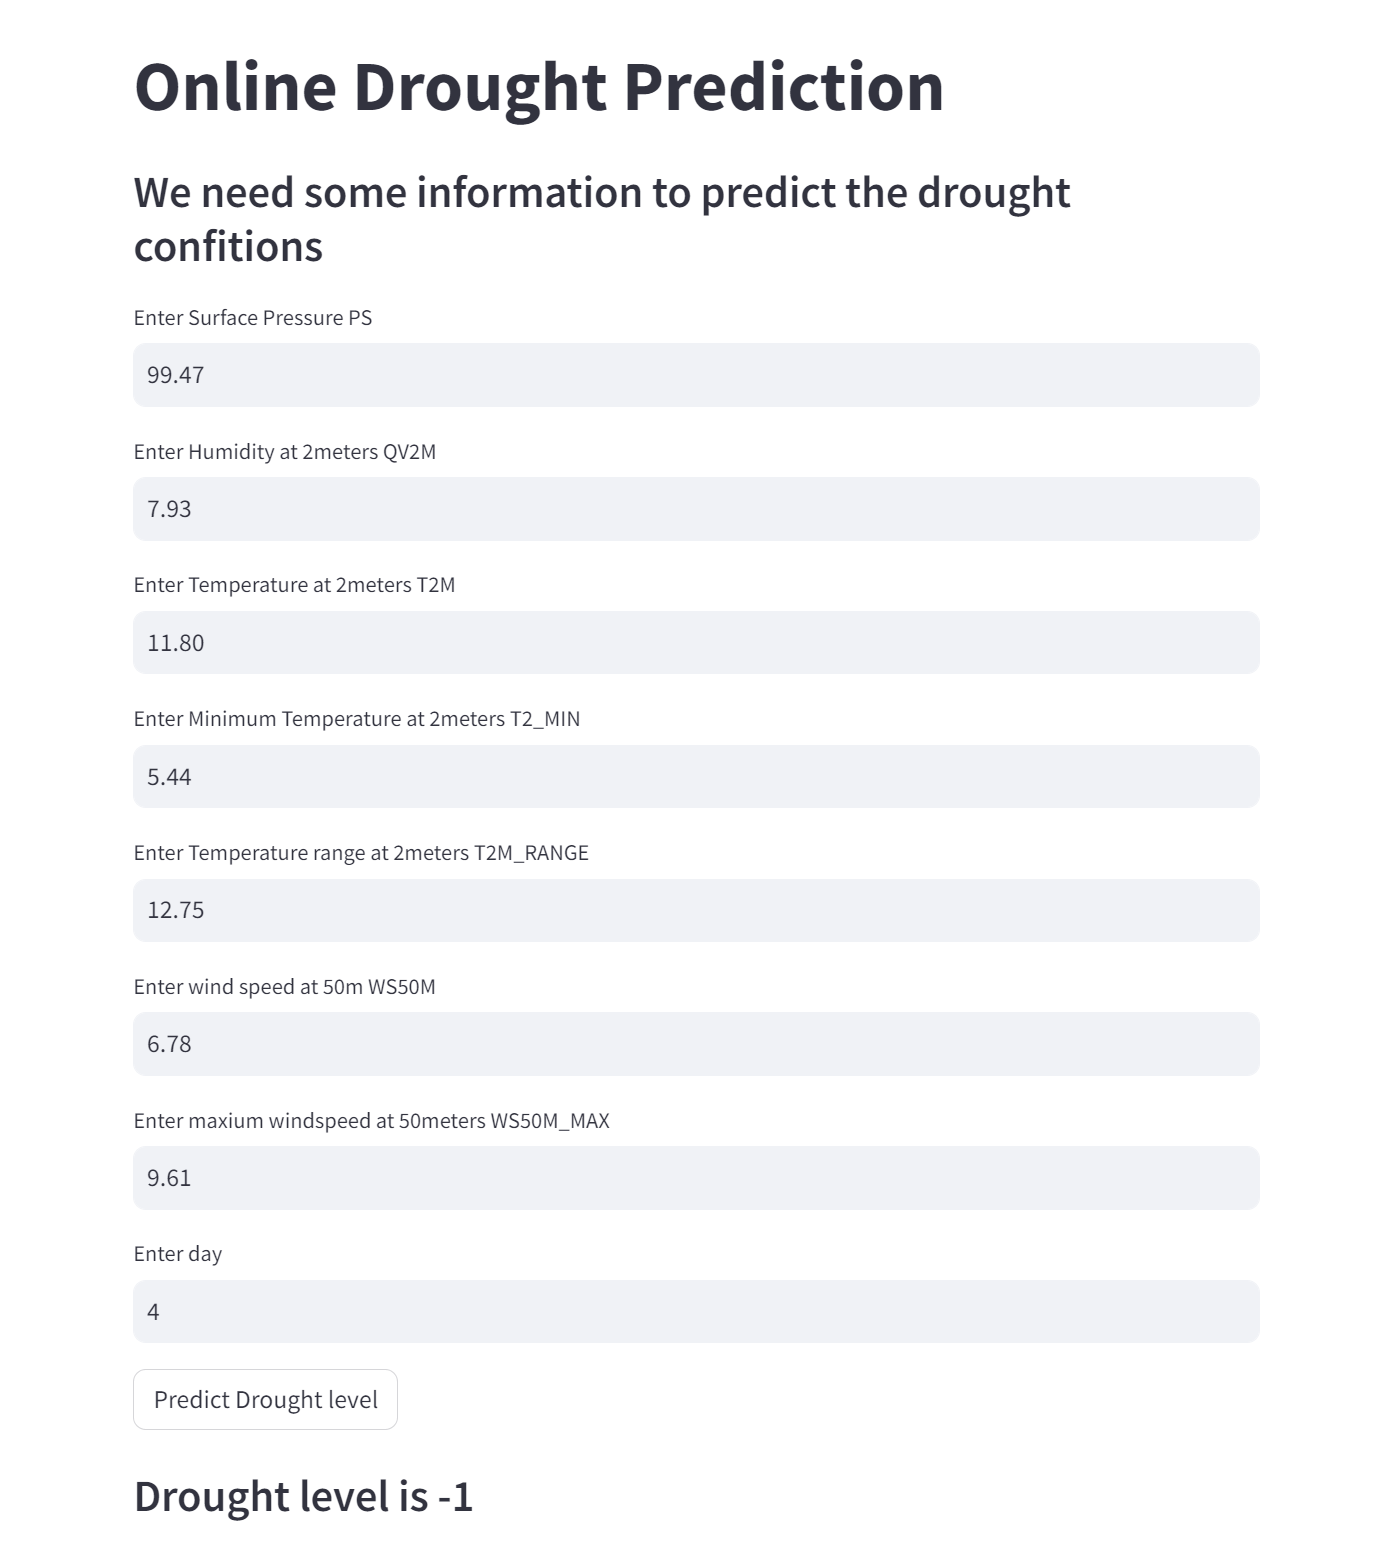 Online Drought Prediction
We need some information to predict the drought
confitions
Enter Surface Pressure PS
99.47
Enter Humidity at 2meters QV2M
7.93
Enter Temperature at 2meters T2M
11.80
Enter Minimum Temperature at 2meters T2_MIN
5.44
Enter Temperature range at 2meters T2M_RANGE
12.75
Enter wind speed at 50m WS50M
6.78
Enter maxium windspeed at 50meters WS50M_MAX
9.61
Enter day
4
Predict Drought level
Drought level is -1